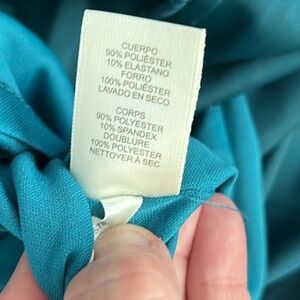 CUERPO
90% POLIÉSTER
10% ELASTANO
FORRO
100% POLIÉSTER
LAVADO EN SECO
CORPS
90% POLYESTER
10% SPANDEX
DOUBLURE
100% POLYESTER
NETTOYER À SEC